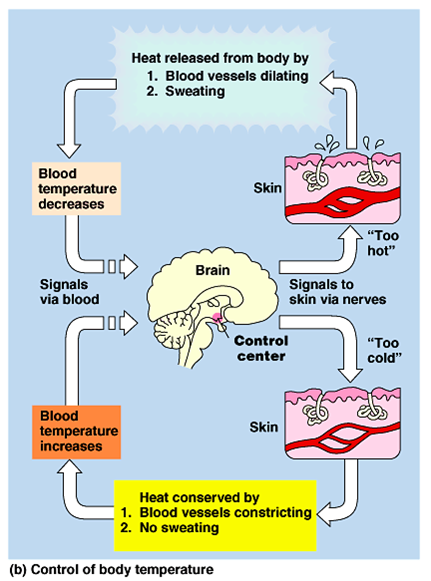 Heat released from body by
1. Blood vessels dilating
2. Sweating
Blood
temperature
decreases
Skin
"Too
hot"
Signals
via blood
Brain
Signals to
skin via nerves
Control
center
"Too
cold"
Blood
temperature
increases
Skin
Heat conserved by
1. Blood vessels constricting
2. No sweating
(b) Control of body temperature